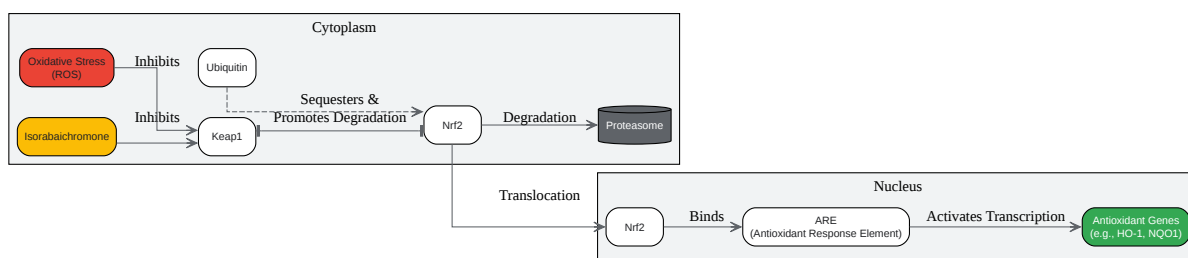 Cytoplasm
Oxidative Stress
(ROS)
Inhibits
Ubiquitin
Sequesters &
Promotes Degradation
Isorabaichromone
Inhibits
Keap1
Nrf2
Degradation
Proteasome
Translocation
Nucleus
Nrf2
Binds
ARE
(Antioxidant Response Element)
Activates Transcription
Antioxidant Genes
(e.g., HO-1, NQO1)